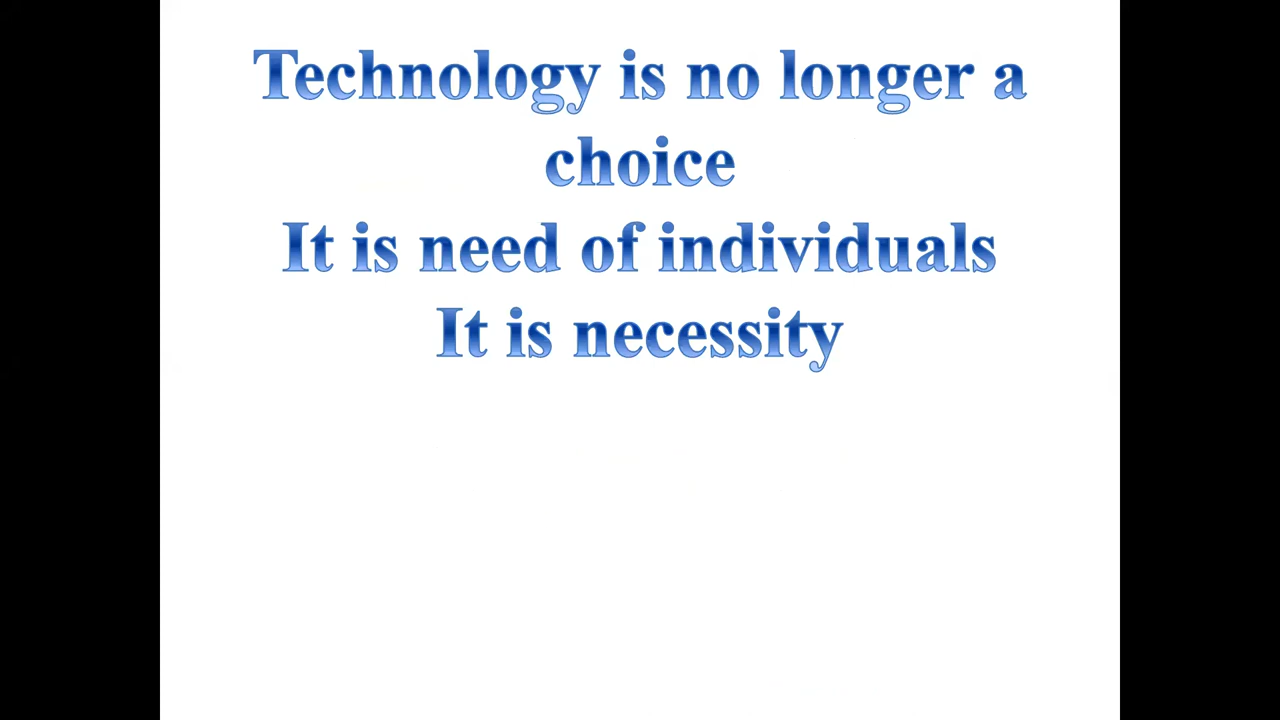 Technology is no longer a
choice
It is need of individuals
It is necessity